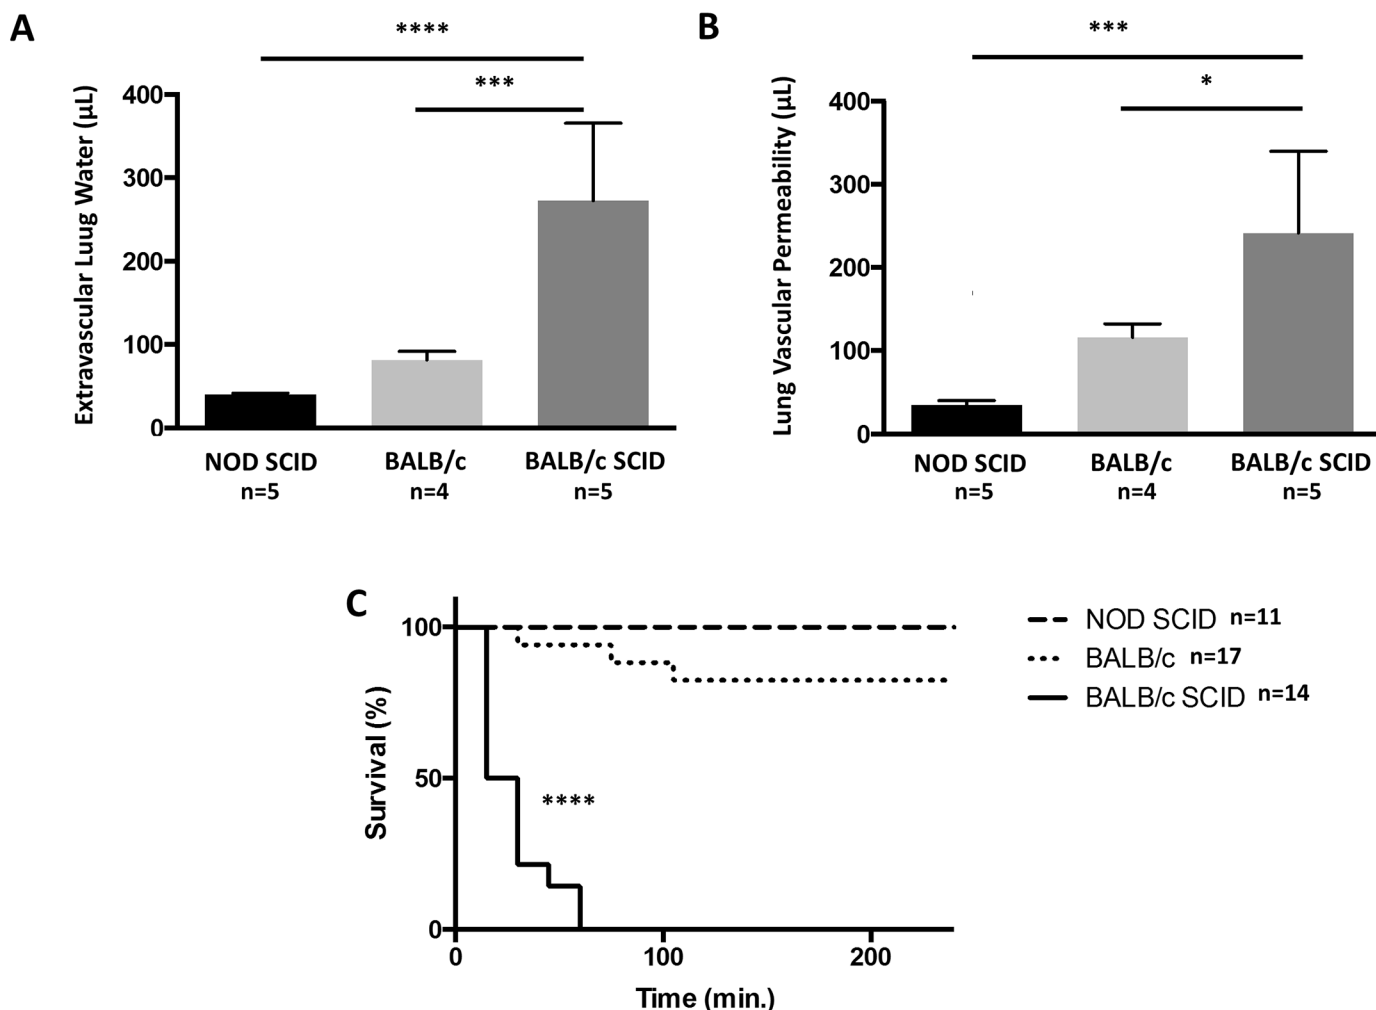 A
****
***
Extravascular Luug Water (µL)
400
300
200
100
0
NOD SCID
n=5
BALB/c
n=4
BALB/c SCID
n=5
B
***
*
Lung Vascular Permeability (µL)
400
300
200
100
0
NOD SCID
n=5
BALB/c
n=4
BALB/c SCID
n=5
C
Survival (%)
100
50
0
****
0
100
200
Time (min.)
NOD SCID n=11
BALB/c n=17
BALB/c SCID n=14